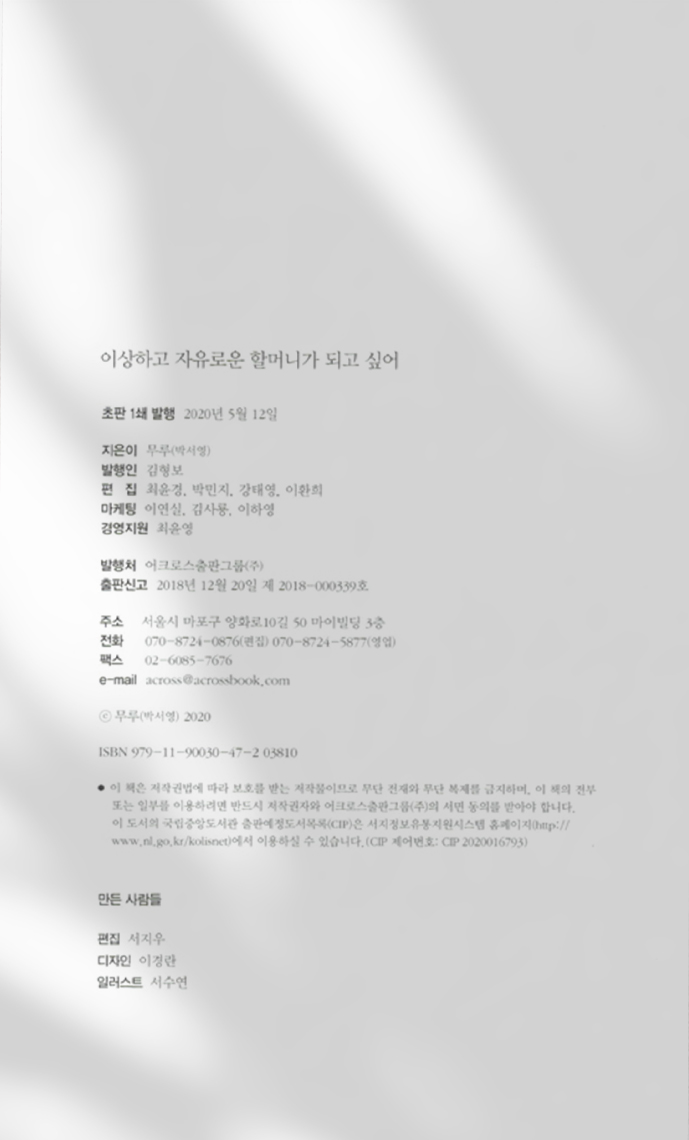 이상하고 자유로운 할머니가 되고 싶어
초판 1쇄 발행 2020년 5월 12일
지은이 무루(박서영)
발행인 김형보
편 집 최윤경, 박민지, 강태영, 이환희
마케팅 이연실, 김사룡, 이하영
경영지원 최윤영
발행처 어크로스출판그룹(주)
출판신고 2018년 12월 20일 제 2018-000339호
주소 서울시 마포구 양화로10길 50 마이빌딩 3층
전화 070-8724-0876(편집) 070-8724-5877(영업)
팩스 02-6085-7676
e-mail across@acrossbook.com
ⓒ 무루(박서영) 2020
ISBN 979-11-90030-47-2 03810
● 이 책은 저작권법에 따라 보호를 받는 저작물이므로 무단 전재와 무단 복제를 금지하며, 이 책의 전부
또는 일부를 이용하려면 반드시 저작권자와 어크로스출판그룹(주)의 서면 동의를 받아야 합니다.
이 도서의 국립중앙도서관 출판예정도서목록(CIP)은 서지정보유통지원시스템 홈페이지(http://
www.nl.go.kr/kolisnet)에서 이용하실 수 있습니다.(CIP 제어번호: CIP 2020016793)
만든 사람들
편집 서지우
디자인 이경란
일러스트 서수연